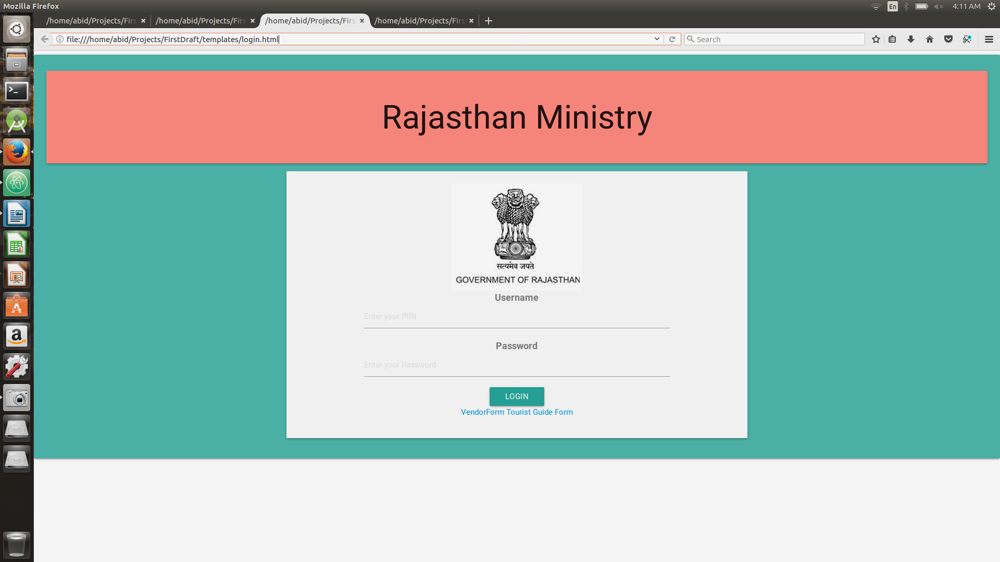 Mozilla Firefox
En
4:11 AM
/home/abid/Projects/Firs
/home/abid/Projects/Firs
/home/abid/Projects/Firs
/home/abid/Projects/Firs
file:///home/abid/Projects/FirstDraft/templates/login.html
Search
Rajasthan Ministry
सत्यमेव जयते
GOVERNMENT OF RAJASTHAN
Username
Enter your PRN
Password
Enter your Password
LOGIN
VendorForm Tourist Guide Form